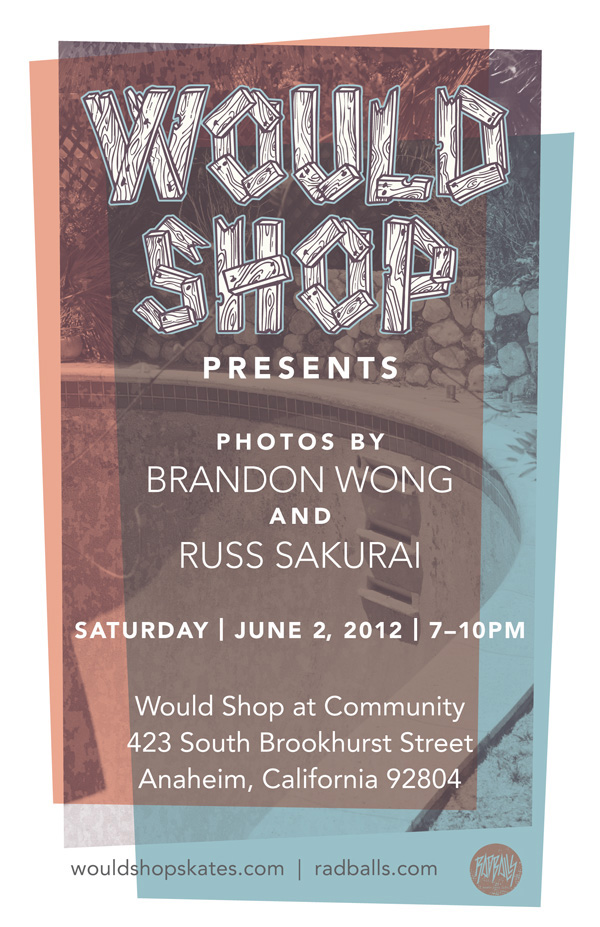 WOULD
SHOP
PRESENTS
PHOTOS BY
BRANDON WONG
AND
RUSS SAKURAI
SATURDAY | JUNE 2, 2012 | 7–10PM
Would Shop at Community
423 South Brookhurst Street
Anaheim, California 92804
wouldshopskates.com | radballs.com
RADBALLS